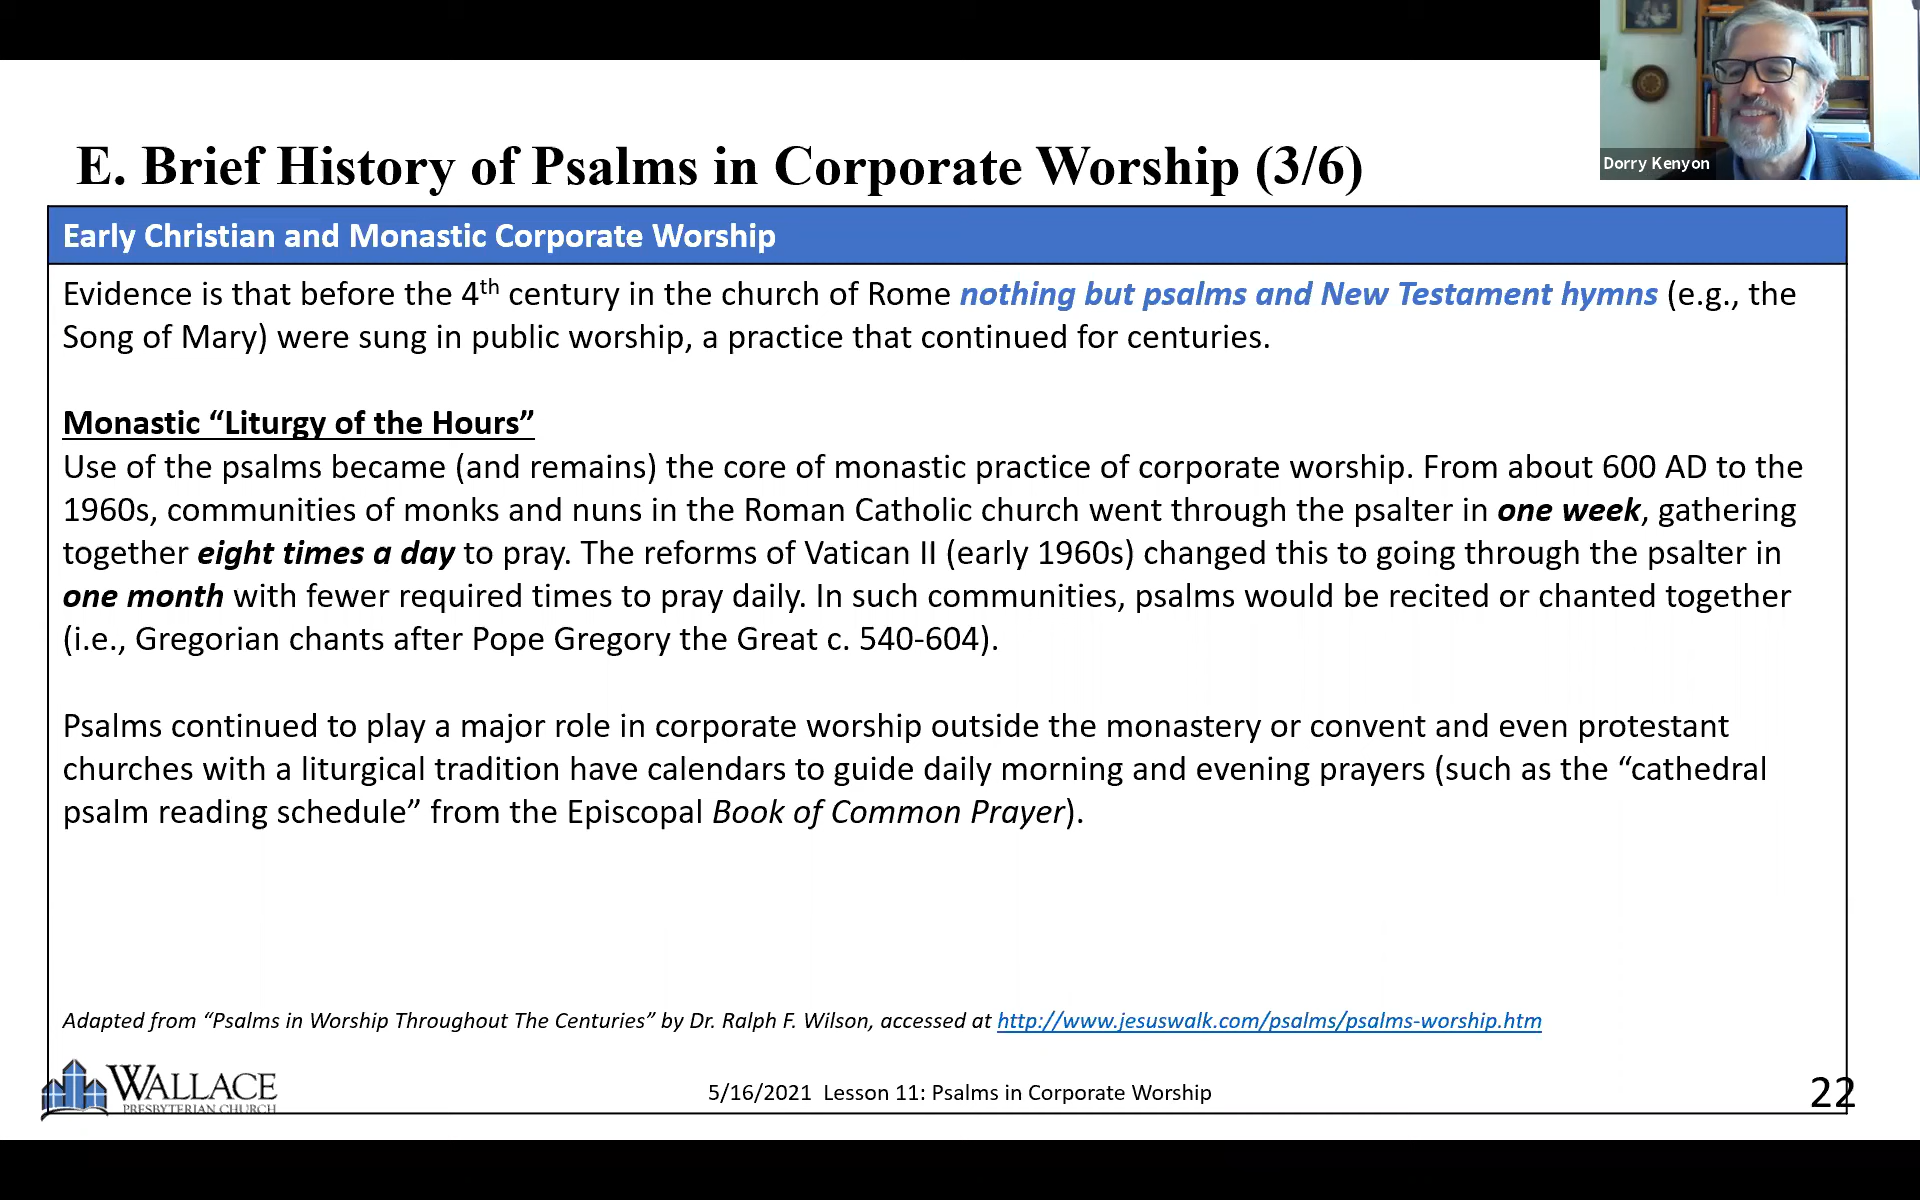 Dorry Kenyon
E. Brief History of Psalms in Corporate Worship (3/6)
Early Christian and Monastic Corporate Worship
Evidence is that before the 4th century in the church of Rome nothing but psalms and New Testament hymns (e.g., the
Song of Mary) were sung in public worship, a practice that continued for centuries.
Monastic “Liturgy of the Hours”
Use of the psalms became (and remains) the core of monastic practice of corporate worship. From about 600 AD to the
1960s, communities of monks and nuns in the Roman Catholic church went through the psalter in one week, gathering
together eight times a day to pray. The reforms of Vatican II (early 1960s) changed this to going through the psalter in
one month with fewer required times to pray daily. In such communities, psalms would be recited or chanted together
(i.e., Gregorian chants after Pope Gregory the Great c. 540-604).
Psalms continued to play a major role in corporate worship outside the monastery or convent and even protestant
churches with a liturgical tradition have calendars to guide daily morning and evening prayers (such as the “cathedral
psalm reading schedule” from the Episcopal Book of Common Prayer).
Adapted from “Psalms in Worship Throughout The Centuries” by Dr. Ralph F. Wilson, accessed at http://www.jesuswalk.com/psalms/psalms-worship.htm
WALLACE
PRESBYTERIAN CHURCH
5/16/2021 Lesson 11: Psalms in Corporate Worship
22